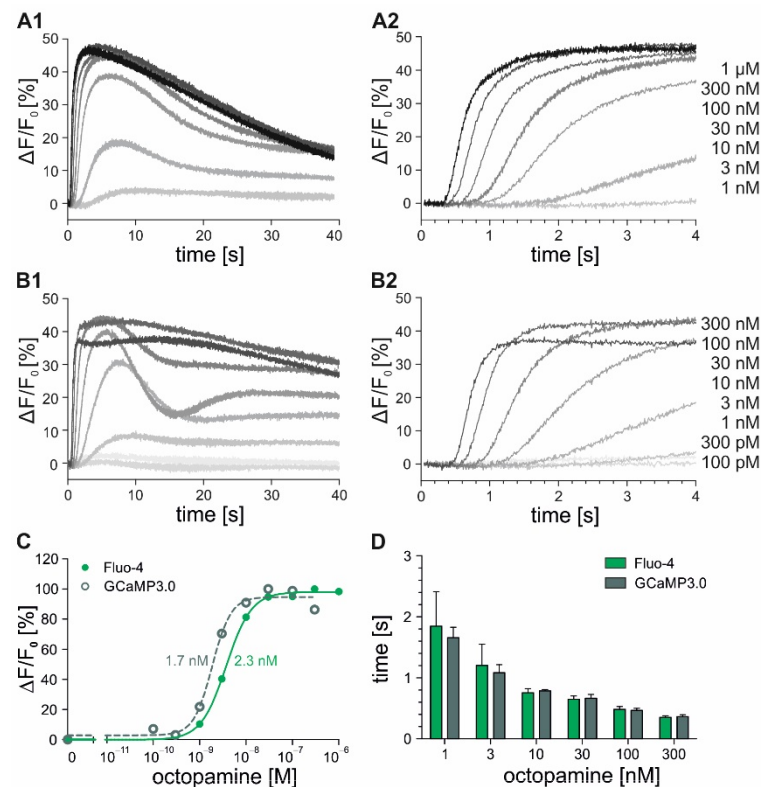 A1
ΔF/F0 [%]
50
40
30
20
10
0
0 10 20 30 40
time [s]
A2
ΔF/F0 [%]
50
40
30
20
10
0
0 1 2 3 4
time [s]
1 µM
300 nM
100 nM
30 nM
10 nM
3 nM
1 nM
B1
ΔF/F0 [%]
50
40
30
20
10
0
0 10 20 30 40
time [s]
B2
ΔF/F0 [%]
50
40
30
20
10
0
0 1 2 3 4
time [s]
300 nM
100 nM
30 nM
10 nM
3 nM
1 nM
300 pM
100 pM
C
ΔF/F0 [%]
120
100
80
60
40
20
0
Fluo-4
GCaMP3.0
1.7 nM 2.3 nM
0 10⁻¹¹ 10⁻¹⁰ 10⁻⁹ 10⁻⁸ 10⁻⁷ 10⁻⁶
octopamine [M]
D
time [s]
3
2
1
0
Fluo-4
GCaMP3.0
1 3 10 30 100 300
octopamine [nM]